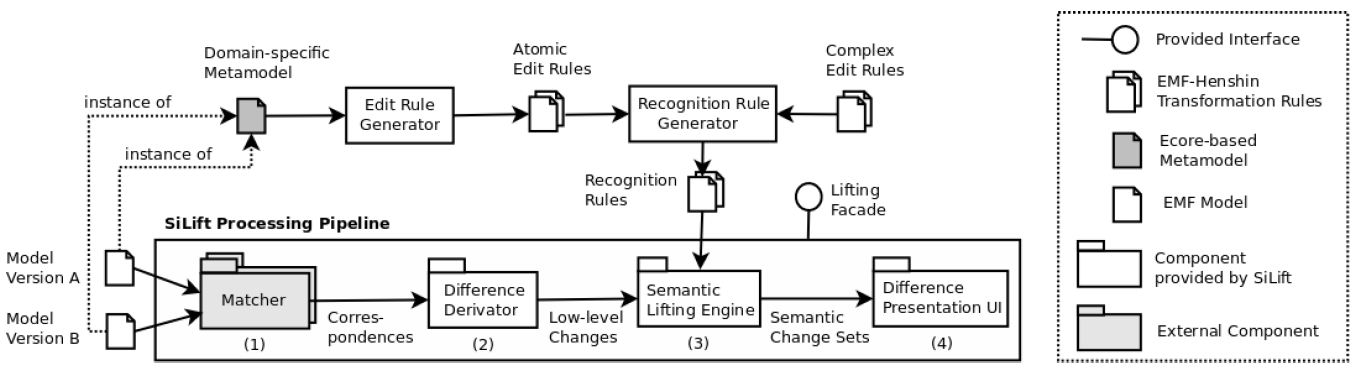 Domain-specific
Metamodel
Atomic
Edit Rules
Complex
Edit Rules
instance of
Edit Rule
Generator
Recognition Rule
Generator
instance of
Recognition
Rules
Lifting
Facade
SiLift Processing Pipeline
Model
Version A
Model
Version B
Matcher
(1)
Corres-
pondences
Difference
Derivator
(2)
Low-level
Changes
Semantic
Lifting Engine
(3)
Semantic
Change Sets
Difference
Presentation UI
(4)
Provided Interface
EMF-Henshin
Transformation Rules
Ecore-based
Metamodel
EMF Model
Component
provided by SiLift
External Component